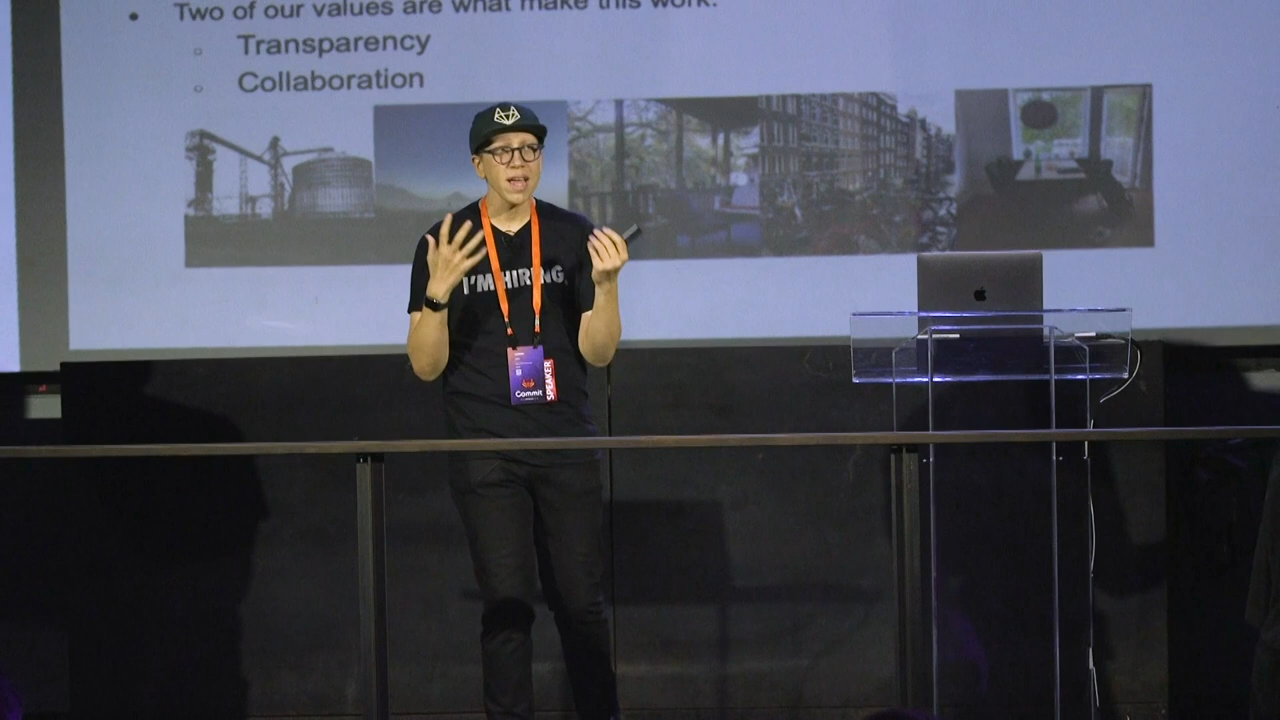 Two of our values are what make this work:
Transparency
Collaboration
I'M HIRING.
Commit
SPEAKER